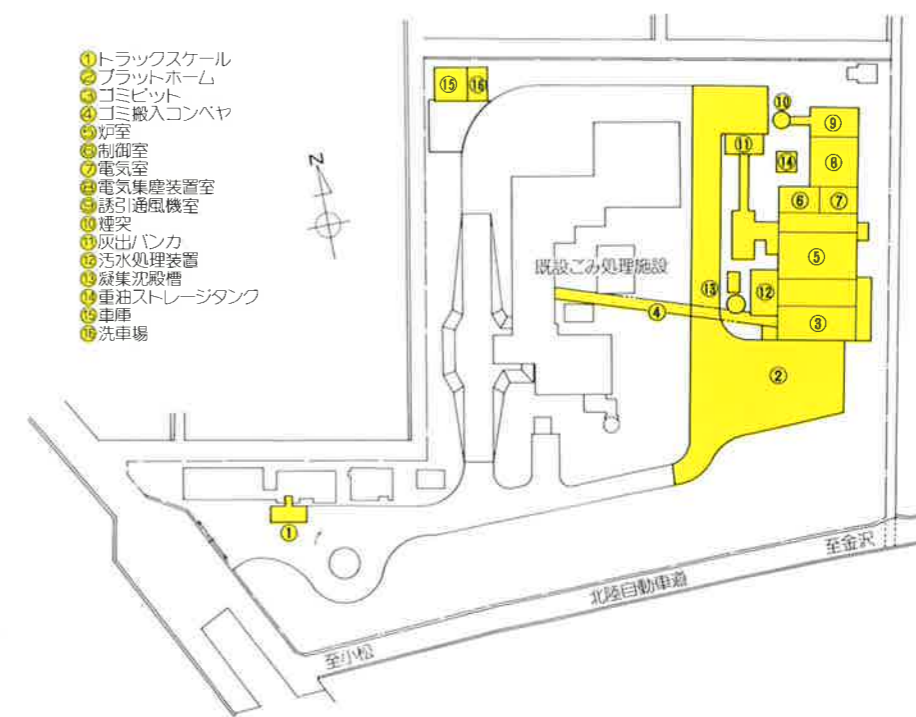 ①トラックスケール
②プラットホーム
③ゴミピット
④ゴミ搬入コンベヤ
⑤炉室
⑥制御室
⑦電気室
⑧電気集塵装置室
⑨誘引通風機室
⑩煙突
⑪灰出バンカ
⑫汚水処理装置
⑬凝集沈殿槽
⑭重油ストレージタンク
⑮車庫
⑯洗車場
N
⑮ ⑯
⑩
⑨
⑪
⑭
⑧
⑥ ⑦
既設ごみ処理施設
⑤
⑬
⑫
④
③
②
①
至金沢
北陸自動車道
至小松